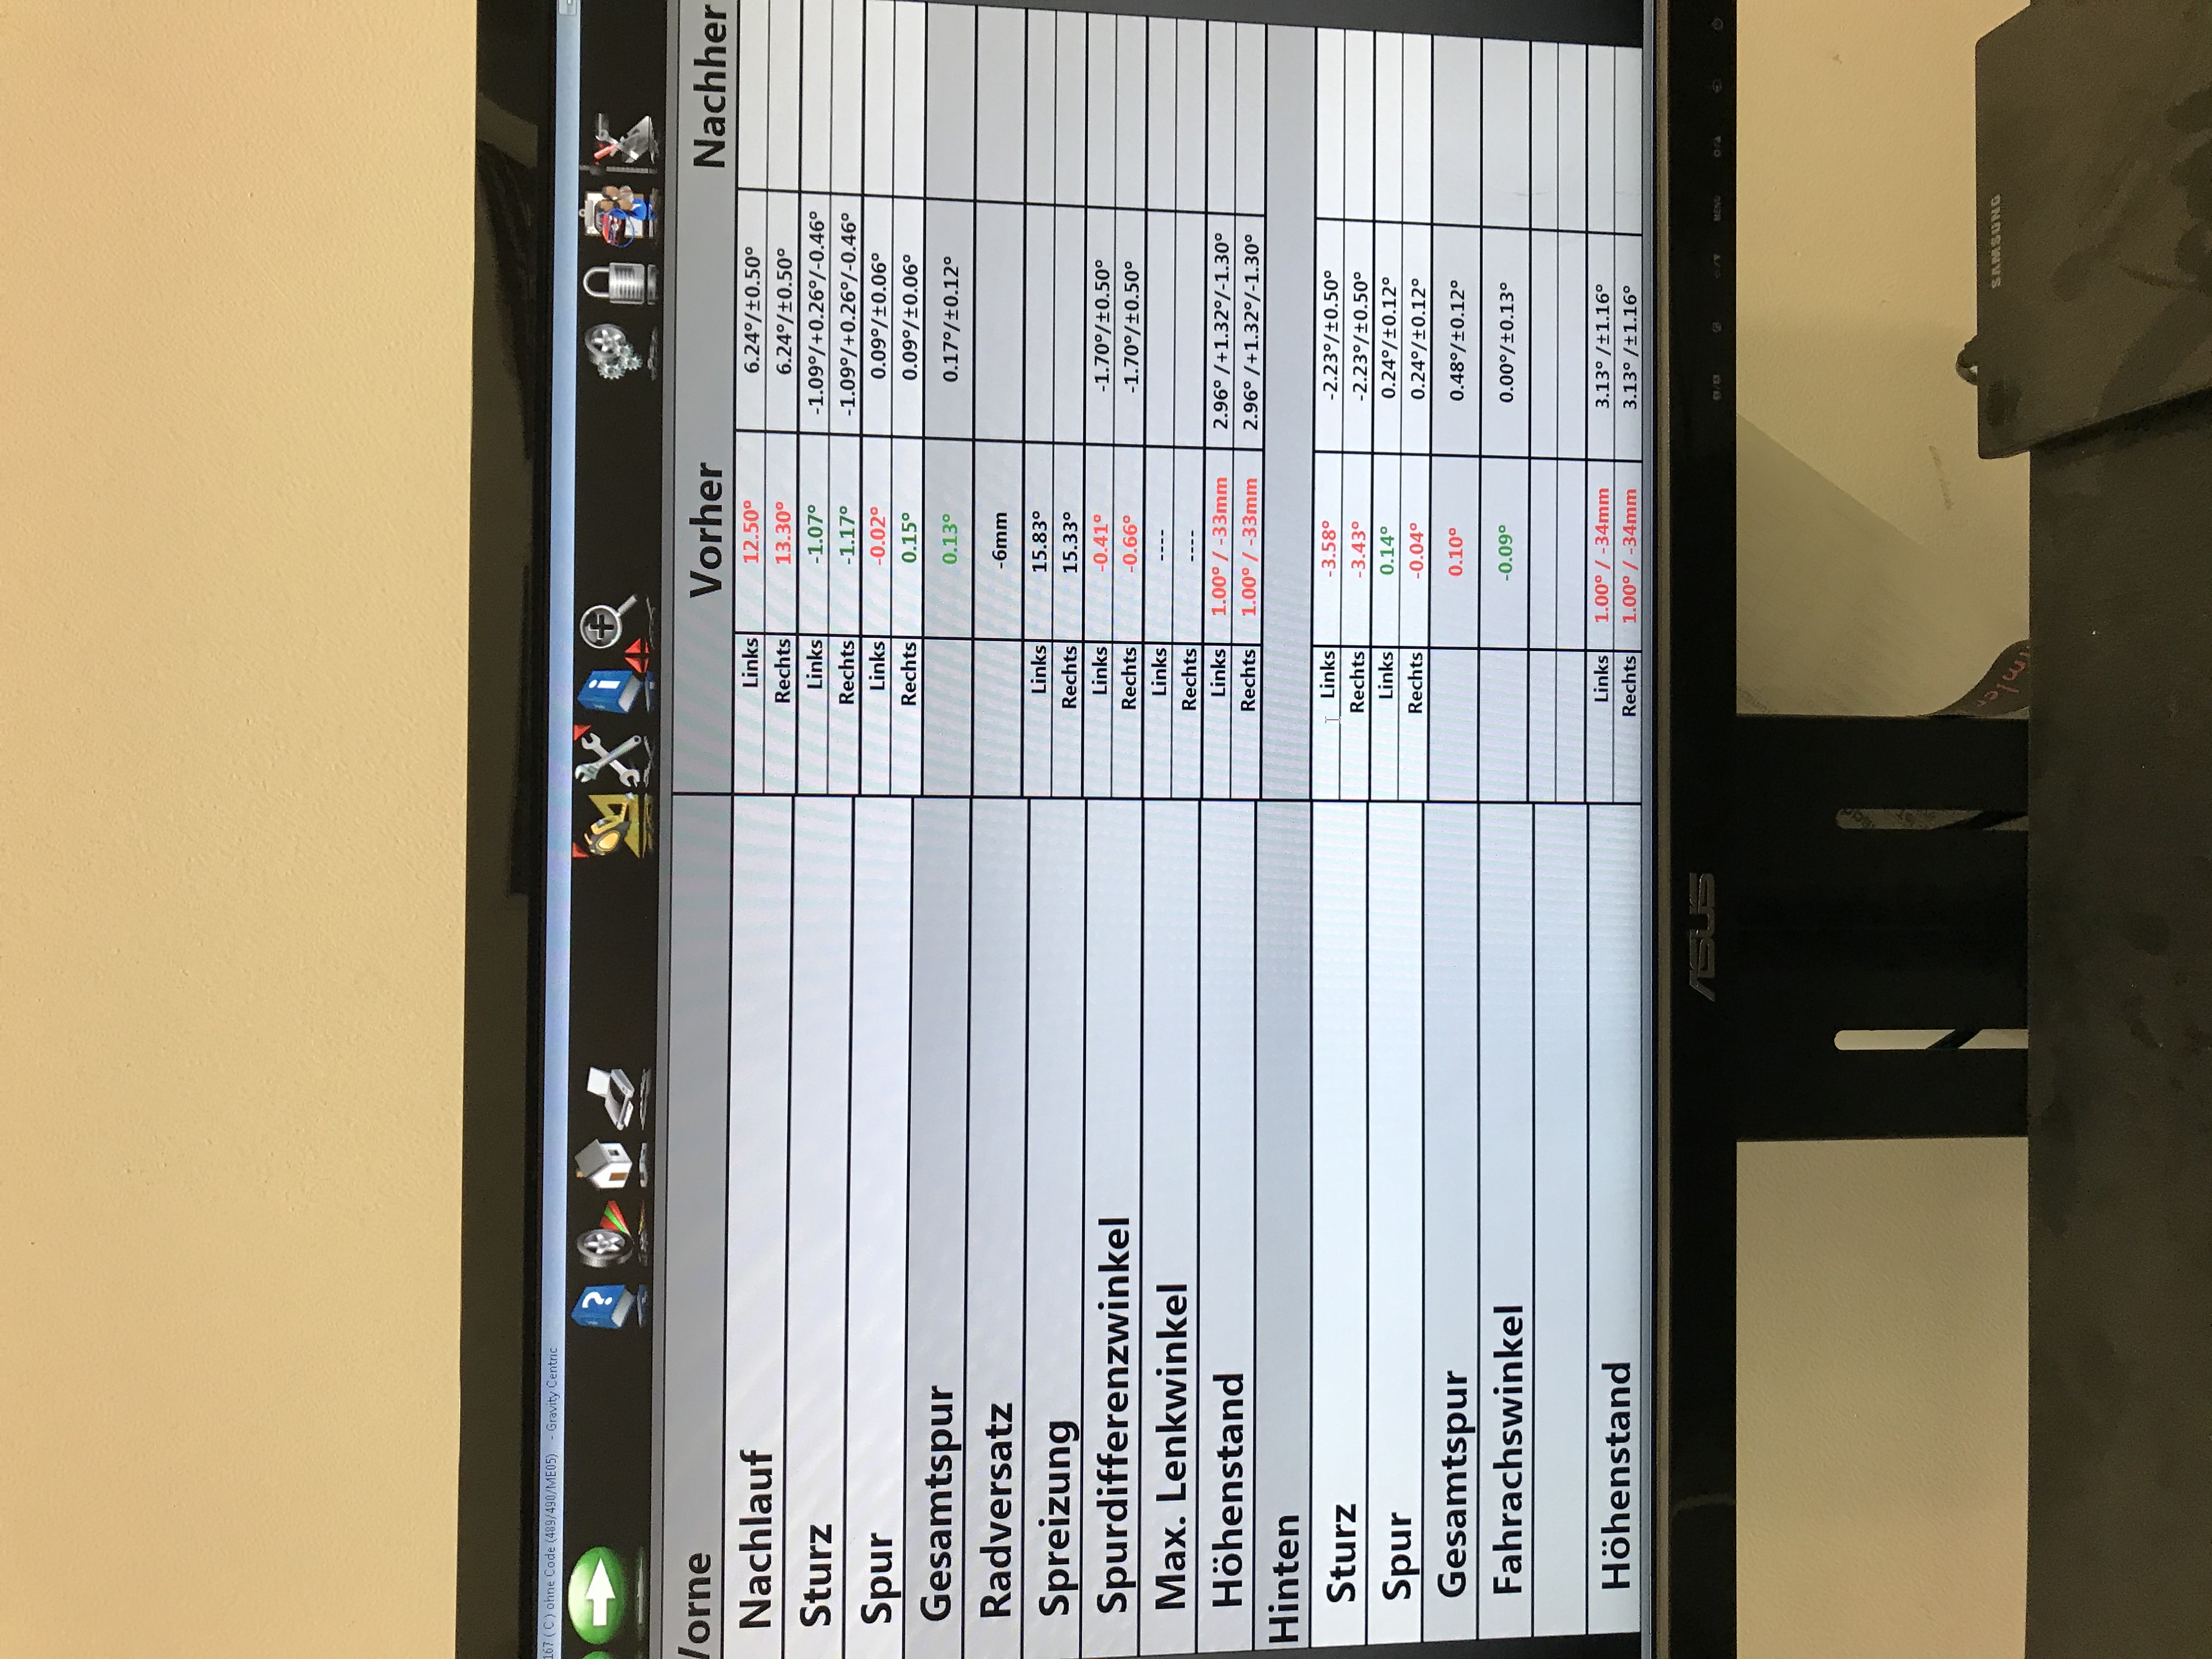 167 ( C ) ohne Code (489/490/ME05) - Gravity Centric
Vorne Vorher Nachher
Nachlauf Links 12.50° 6.24°/±0.50°
Rechts 13.30° 6.24°/±0.50°
Sturz Links -1.07° -1.09°/+0.26°/-0.46°
Rechts -1.17° -1.09°/+0.26°/-0.46°
Spur Links -0.02° 0.09°/±0.06°
Rechts 0.15° 0.09°/±0.06°
Gesamtspur 0.13° 0.17°/±0.12°
Radversatz -6mm
Spreizung Links 15.83°
Rechts 15.33°
Spurdifferenzwinkel Links -0.41° -1.70°/±0.50°
Rechts -0.66° -1.70°/±0.50°
Max. Lenkwinkel Links ----
Rechts ----
Höhenstand Links 1.00° / -33mm 2.96° /+1.32°/-1.30°
Rechts 1.00° / -33mm 2.96° /+1.32°/-1.30°
Hinten
Sturz Links -3.58° -2.23°/±0.50°
Rechts -3.43° -2.23°/±0.50°
Spur Links 0.14° 0.24°/±0.12°
Rechts -0.04° 0.24°/±0.12°
Gesamtspur 0.10° 0.48°/±0.12°
Fahrachswinkel -0.09° 0.00°/±0.13°
Höhenstand Links 1.00° / -34mm 3.13° /±1.16°
Rechts 1.00° / -34mm 3.13° /±1.16°
ASUS
MENU
SAMSUNG